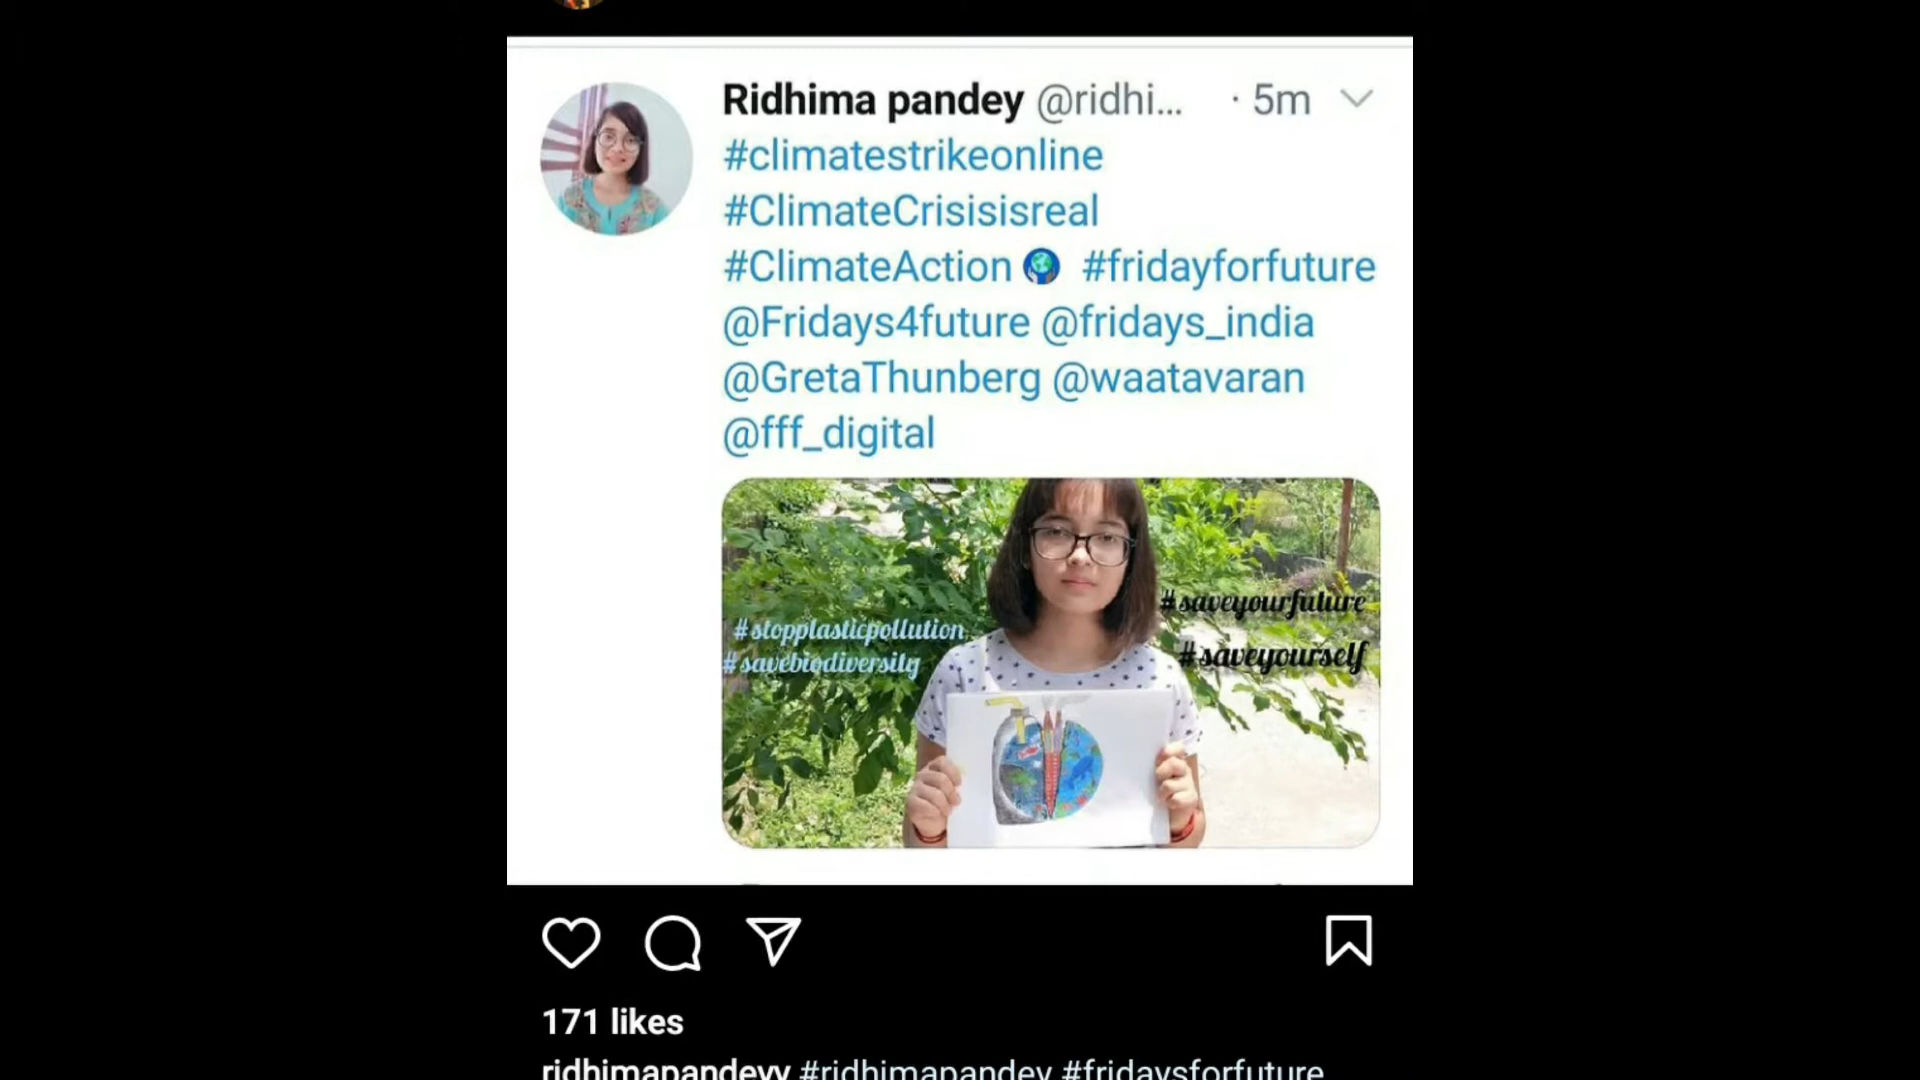 Ridhima pandey @ridhi... · 5m
#climatestrikeonline
#ClimateCrisisisreal
#ClimateAction #fridayforfuture
@Fridays4future @fridays_india
@GretaThunberg @waatavaran
@fff_digital
#saveyourfuture
#stopplasticpollution
#saveyourself
#savebiodiversity
171 likes
ridhimapandeyy #ridhimapandey #fridaysforfuture